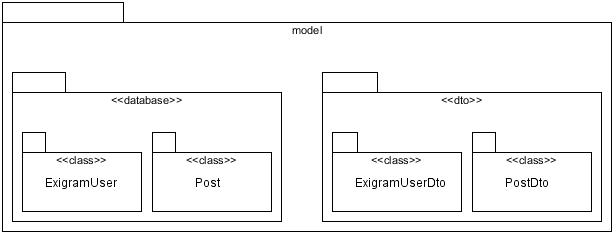 model
<<database>>
<<class>>
ExigramUser
<<class>>
Post
<<dto>>
<<class>>
ExigramUserDto
<<class>>
PostDto